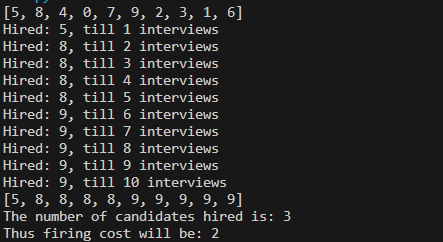 [5, 8, 4, 0, 7, 9, 2, 3, 1, 6]
Hired: 5, till 1 interviews
Hired: 8, till 2 interviews
Hired: 8, till 3 interviews
Hired: 8, till 4 interviews
Hired: 8, till 5 interviews
Hired: 9, till 6 interviews
Hired: 9, till 7 interviews
Hired: 9, till 8 interviews
Hired: 9, till 9 interviews
Hired: 9, till 10 interviews
[5, 8, 8, 8, 8, 9, 9, 9, 9, 9]
The number of candidates hired is: 3
Thus firing cost will be: 2